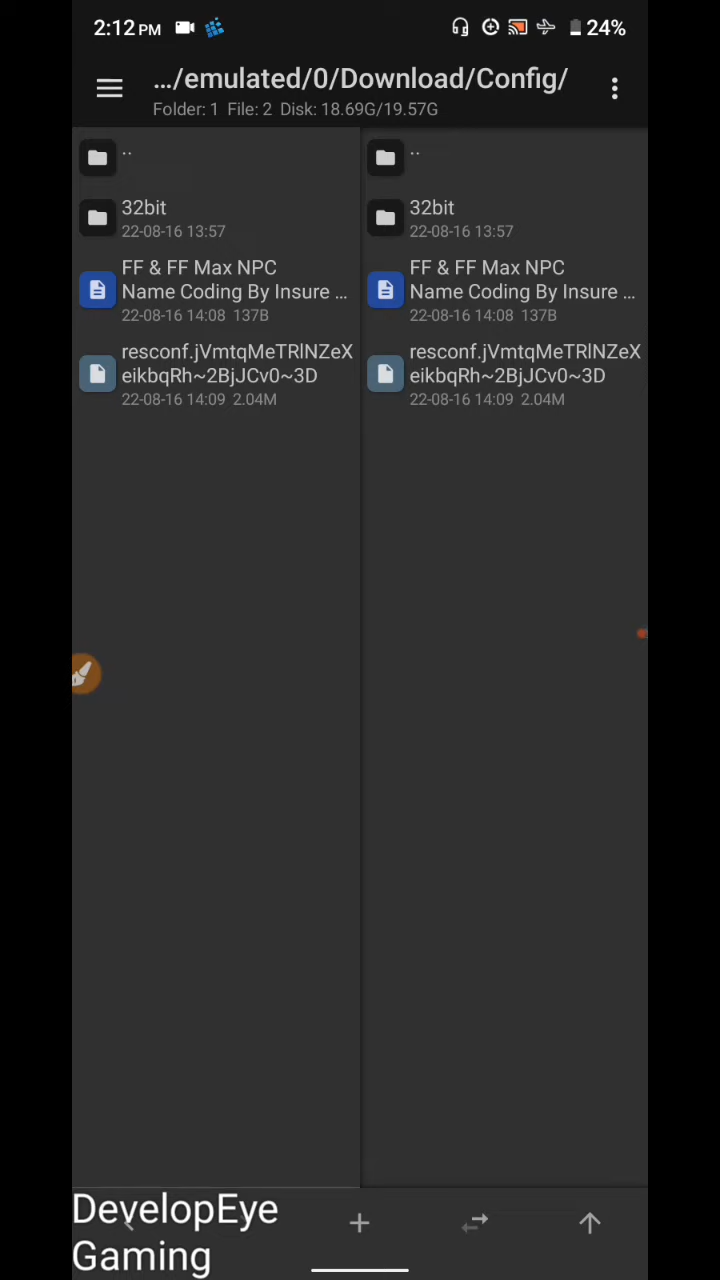 2:12 PM 24%
.../emulated/0/Download/Config/
Folder: 1 File: 2 Disk: 18.69G/19.57G
..
32bit
22-08-16 13:57
FF & FF Max NPC
Name Coding By Insure ...
22-08-16 14:08 137B
resconf.jVmtqMeTRlNZeX
eikbqRh~2BjJCv0~3D
22-08-16 14:09 2.04M
..
32bit
22-08-16 13:57
FF & FF Max NPC
Name Coding By Insure ...
22-08-16 14:08 137B
resconf.jVmtqMeTRlNZeX
eikbqRh~2BjJCv0~3D
22-08-16 14:09 2.04M
DevelopEye
Gaming